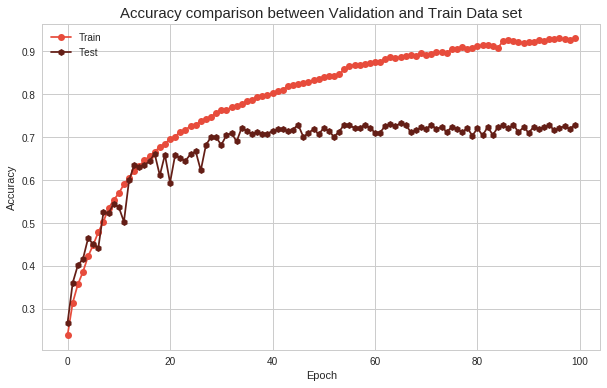 Accuracy comparison between Validation and Train Data set
Train
Test
Accuracy
0.9
0.8
0.7
0.6
0.5
0.4
0.3
0
20
40
60
80
100
Epoch